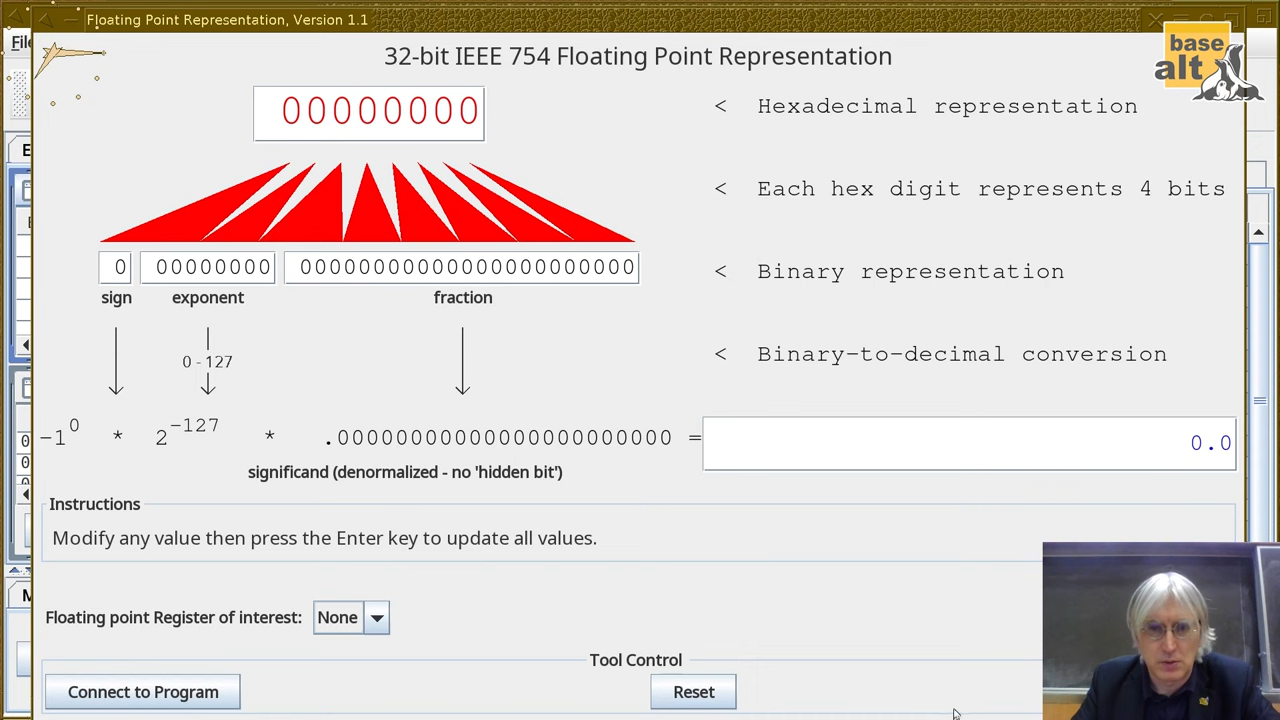 Floating Point Representation, Version 1.1
File
32-bit IEEE 754 Floating Point Representation
base
alt
00000000
< Hexadecimal representation
< Each hex digit represents 4 bits
0 00000000 00000000000000000000000
< Binary representation
sign exponent fraction
0 - 127
< Binary-to-decimal conversion
-1^0 * 2^-127 * .00000000000000000000000 = 0.0
significand (denormalized - no 'hidden bit')
Instructions
Modify any value then press the Enter key to update all values.
Floating point Register of interest: None
Tool Control
Connect to Program Reset